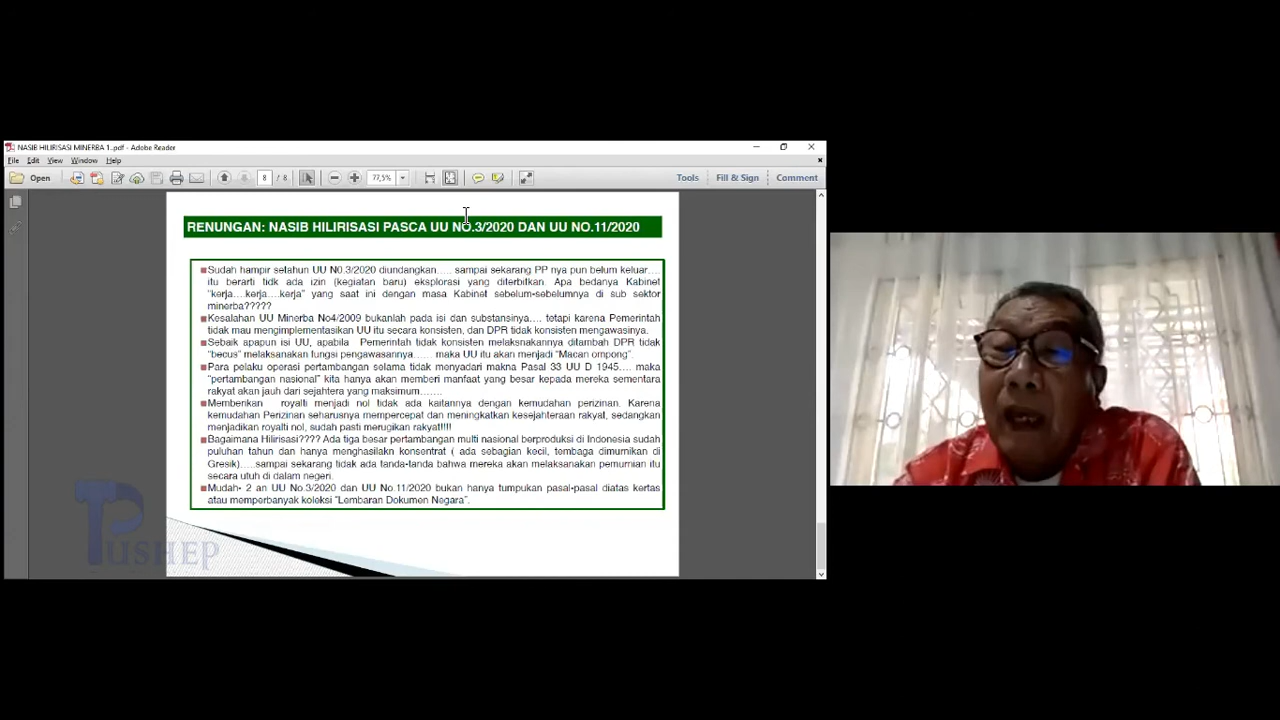 NASIB HILIRISASI MINERBA 1..pdf - Adobe Reader
File Edit View Window Help
Open 8 / 8 77,5% Tools Fill & Sign Comment
RENUNGAN: NASIB HILIRISASI PASCA UU NO.3/2020 DAN UU NO.11/2020
Sudah hampir setahun UU N0.3/2020 diundangkan..... sampai sekarang PP nya pun belum keluar....
itu berarti tidk ada izin (kegiatan baru) eksplorasi yang diterbitkan. Apa bedanya Kabinet
"kerja....kerja....kerja" yang saat ini dengan masa Kabinet sebelum-sebelumnya di sub sektor
minerba?????
Kesalahan UU Minerba No4/2009 bukanlah pada isi dan substansinya.... tetapi karena Pemerintah
tidak mau mengimplementasikan UU itu secara konsisten, dan DPR tidak konsisten mengawasinya.
Sebaik apapun isi UU, apabila Pemerintah tidak konsisten melaksnakannya ditambah DPR tidak
"becus" melaksanakan fungsi pengawasannya...... maka UU itu akan menjadi "Macan ompong".
Para pelaku operasi pertambangan selama tidak menyadari makna Pasal 33 UU D 1945.... maka
"pertambangan nasional" kita hanya akan memberi manfaat yang besar kepada mereka sementara
rakyat akan jauh dari sejahtera yang maksimum.......
Memberikan royalti menjadi nol tidak ada kaitannya dengan kemudahan perizinan. Karena
kemudahan Perizinan seharusnya mempercepat dan meningkatkan kesejahteraan rakyat, sedangkan
menjadikan royalti nol, sudah pasti merugikan rakyat!!!!
Bagaimana Hilirisasi???? Ada tiga besar pertambangan multi nasional berproduksi di Indonesia sudah
puluhan tahun dan hanya menghasilakn konsentrat ( ada sebagian kecil, tembaga dimurnikan di
Gresik).....sampai sekarang tidak ada tanda-tanda bahwa mereka akan melaksanakan pemurnian itu
secara utuh di dalam negeri.
Mudah- 2 an UU No.3/2020 dan UU No.11/2020 bukan hanya tumpukan pasal-pasal diatas kertas
atau memperbanyak koleksi "Lembaran Dokumen Negara".
PUSHEP